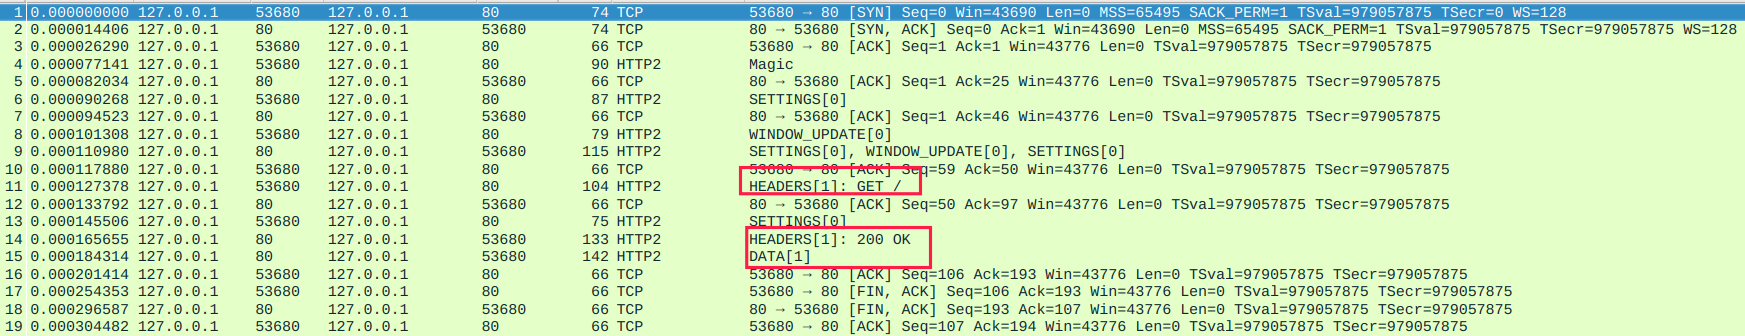 1 0.000000000 127.0.0.1 53680 127.0.0.1 80 74 TCP 53680 → 80 [SYN] Seq=0 Win=43690 Len=0 MSS=65495 SACK_PERM=1 TSval=979057875 TSecr=0 WS=128
2 0.000014406 127.0.0.1 80 127.0.0.1 53680 74 TCP 80 → 53680 [SYN, ACK] Seq=0 Ack=1 Win=43690 Len=0 MSS=65495 SACK_PERM=1 TSval=979057875 TSecr=979057875 WS=128
3 0.000026290 127.0.0.1 53680 127.0.0.1 80 66 TCP 53680 → 80 [ACK] Seq=1 Ack=1 Win=43776 Len=0 TSval=979057875 TSecr=979057875
4 0.000077141 127.0.0.1 53680 127.0.0.1 80 90 HTTP2 Magic
5 0.000082034 127.0.0.1 80 127.0.0.1 53680 66 TCP 80 → 53680 [ACK] Seq=1 Ack=25 Win=43776 Len=0 TSval=979057875 TSecr=979057875
6 0.000090268 127.0.0.1 53680 127.0.0.1 80 87 HTTP2 SETTINGS[0]
7 0.000094523 127.0.0.1 80 127.0.0.1 53680 66 TCP 80 → 53680 [ACK] Seq=1 Ack=46 Win=43776 Len=0 TSval=979057875 TSecr=979057875
8 0.000101308 127.0.0.1 53680 127.0.0.1 80 79 HTTP2 WINDOW_UPDATE[0]
9 0.000110980 127.0.0.1 80 127.0.0.1 53680 115 HTTP2 SETTINGS[0], WINDOW_UPDATE[0], SETTINGS[0]
10 0.000117880 127.0.0.1 53680 127.0.0.1 80 66 TCP 53680 → 80 [ACK] Seq=59 Ack=50 Win=43776 Len=0 TSval=979057875 TSecr=979057875
11 0.000127378 127.0.0.1 53680 127.0.0.1 80 104 HTTP2 HEADERS[1]: GET /
12 0.000133792 127.0.0.1 80 127.0.0.1 53680 66 TCP 80 → 53680 [ACK] Seq=50 Ack=97 Win=43776 Len=0 TSval=979057875 TSecr=979057875
13 0.000145506 127.0.0.1 53680 127.0.0.1 80 75 HTTP2 SETTINGS[0]
14 0.000165655 127.0.0.1 80 127.0.0.1 53680 133 HTTP2 HEADERS[1]: 200 OK
15 0.000184314 127.0.0.1 80 127.0.0.1 53680 142 HTTP2 DATA[1]
16 0.000201414 127.0.0.1 53680 127.0.0.1 80 66 TCP 53680 → 80 [ACK] Seq=106 Ack=193 Win=43776 Len=0 TSval=979057875 TSecr=979057875
17 0.000254353 127.0.0.1 53680 127.0.0.1 80 66 TCP 53680 → 80 [FIN, ACK] Seq=106 Ack=193 Win=43776 Len=0 TSval=979057875 TSecr=979057875
18 0.000296587 127.0.0.1 80 127.0.0.1 53680 66 TCP 80 → 53680 [FIN, ACK] Seq=193 Ack=107 Win=43776 Len=0 TSval=979057875 TSecr=979057875
19 0.000304482 127.0.0.1 53680 127.0.0.1 80 66 TCP 53680 → 80 [ACK] Seq=107 Ack=194 Win=43776 Len=0 TSval=979057875 TSecr=979057875